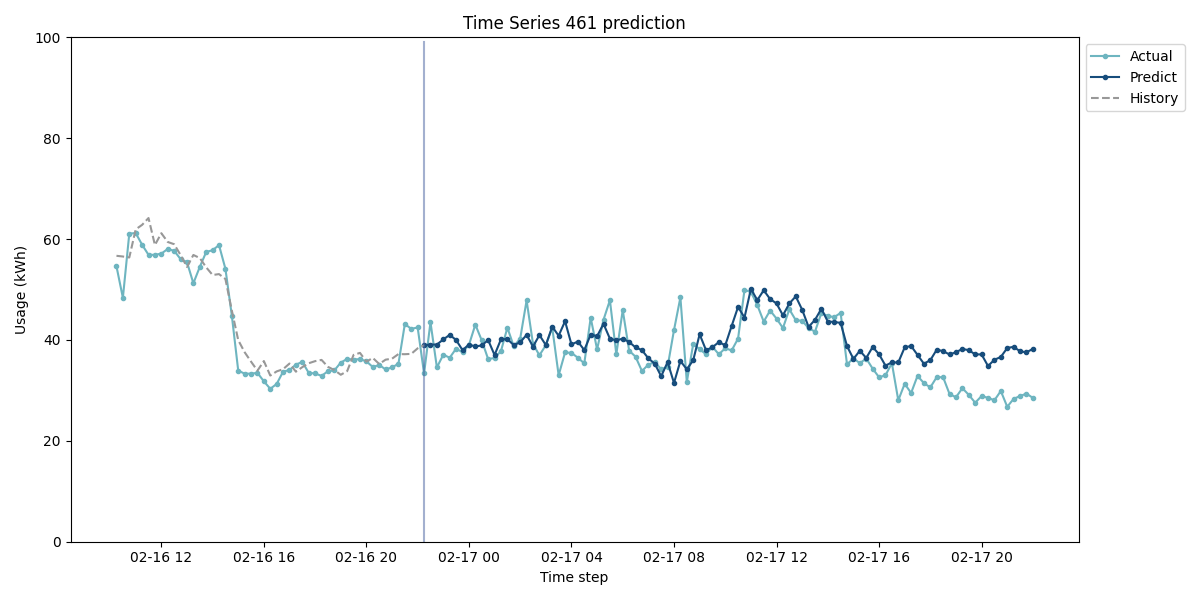 Time Series 461 prediction
Actual
Predict
History
Usage (kWh)
100
80
60
40
20
0
02-16 12
02-16 16
02-16 20
02-17 00
02-17 04
02-17 08
02-17 12
02-17 16
02-17 20
Time step